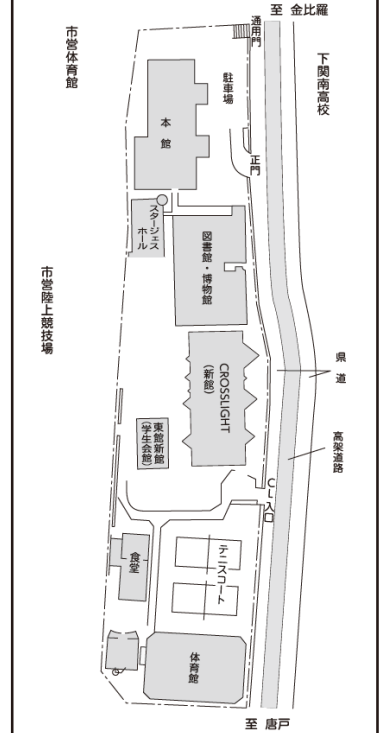 至 金比羅
通用門
市営体育館
下関南高校
駐車場
本館
正門
スタージェス
ホール
図書館・博物館
市営陸上競技場
県道
CROSSLIGHT
(新館)
東館新館
(学生会館)
高架道路
CL入口
テニスコート
食堂
体育館
至 唐戸